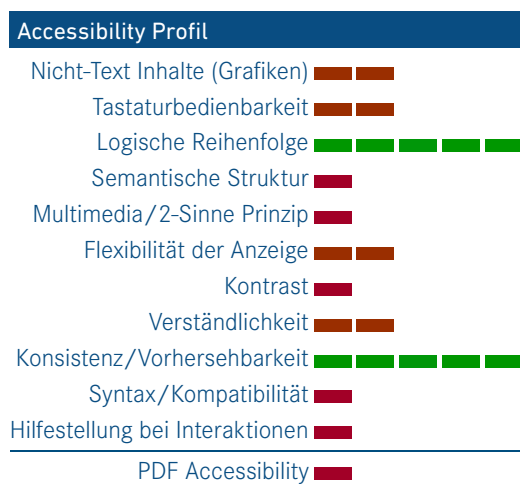 Accessibility Profil
Nicht-Text Inhalte (Grafiken)
Tastaturbedienbarkeit
Logische Reihenfolge
Semantische Struktur
Multimedia/2-Sinne Prinzip
Flexibilität der Anzeige
Kontrast
Verständlichkeit
Konsistenz/Vorhersehbarkeit
Syntax/Kompatibilität
Hilfestellung bei Interaktionen
PDF Accessibility